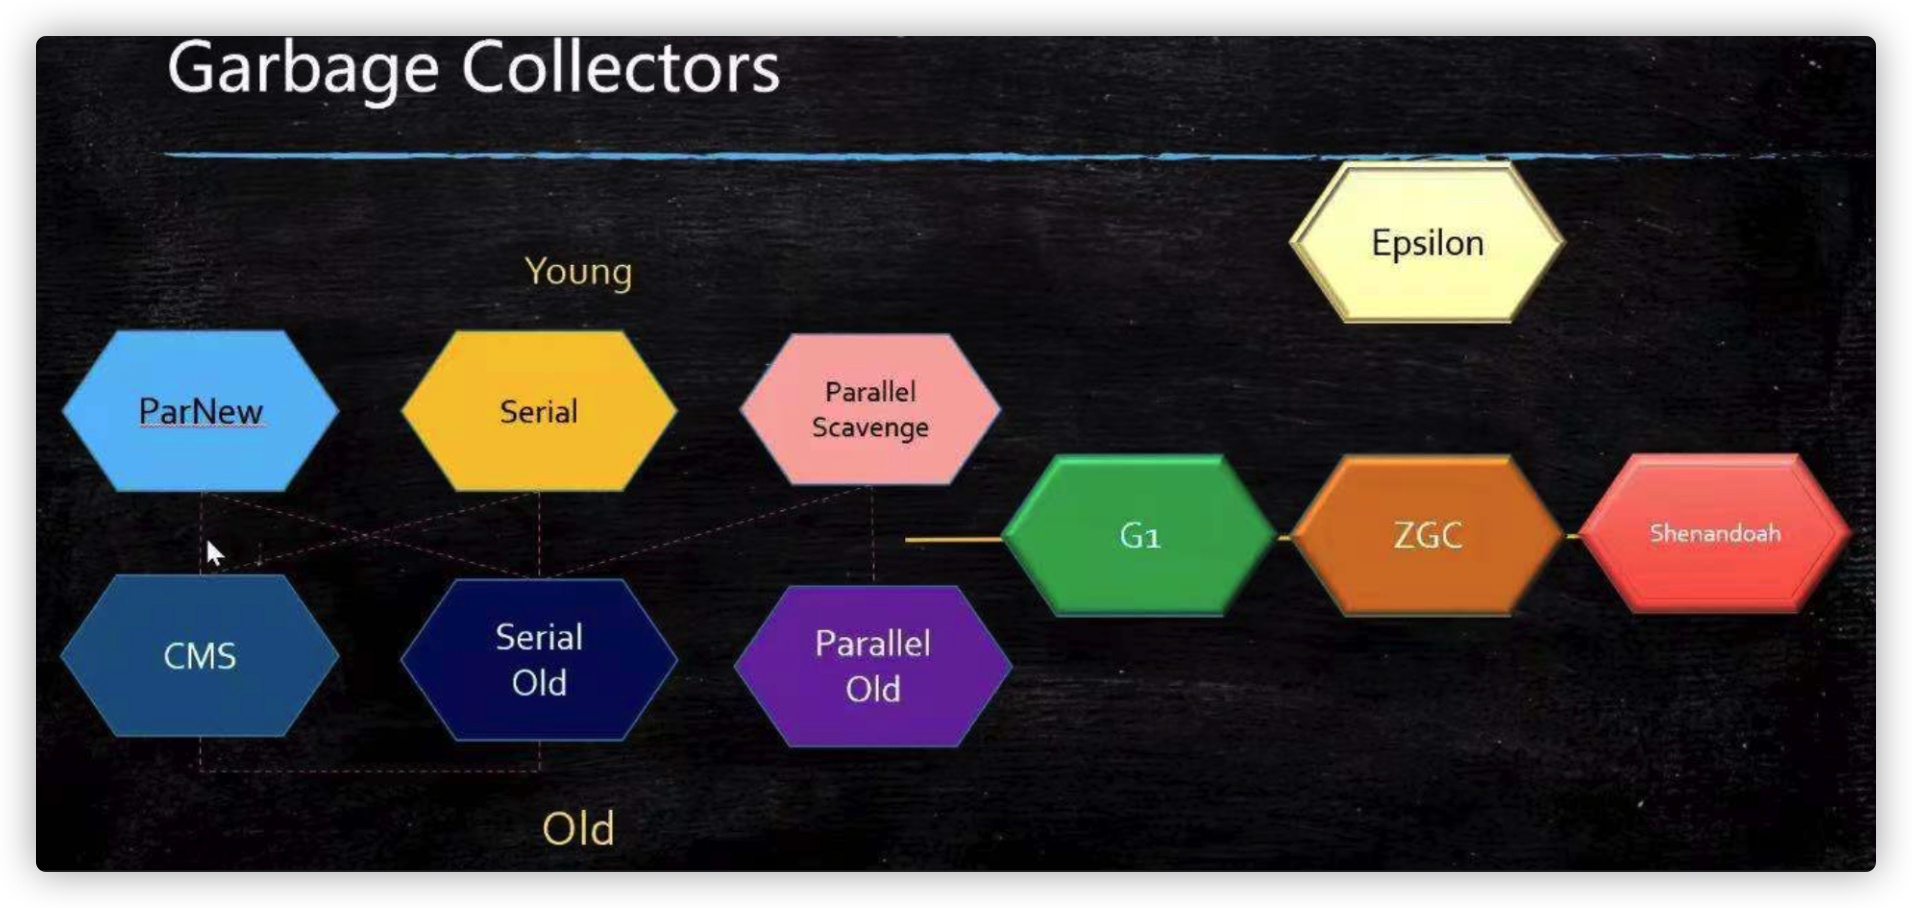 Garbage Collectors
Epsilon
Young
ParNew
Serial
Parallel
Scavenge
G1
ZGC
Shenandoah
CMS
Serial
Old
Parallel
Old
Old